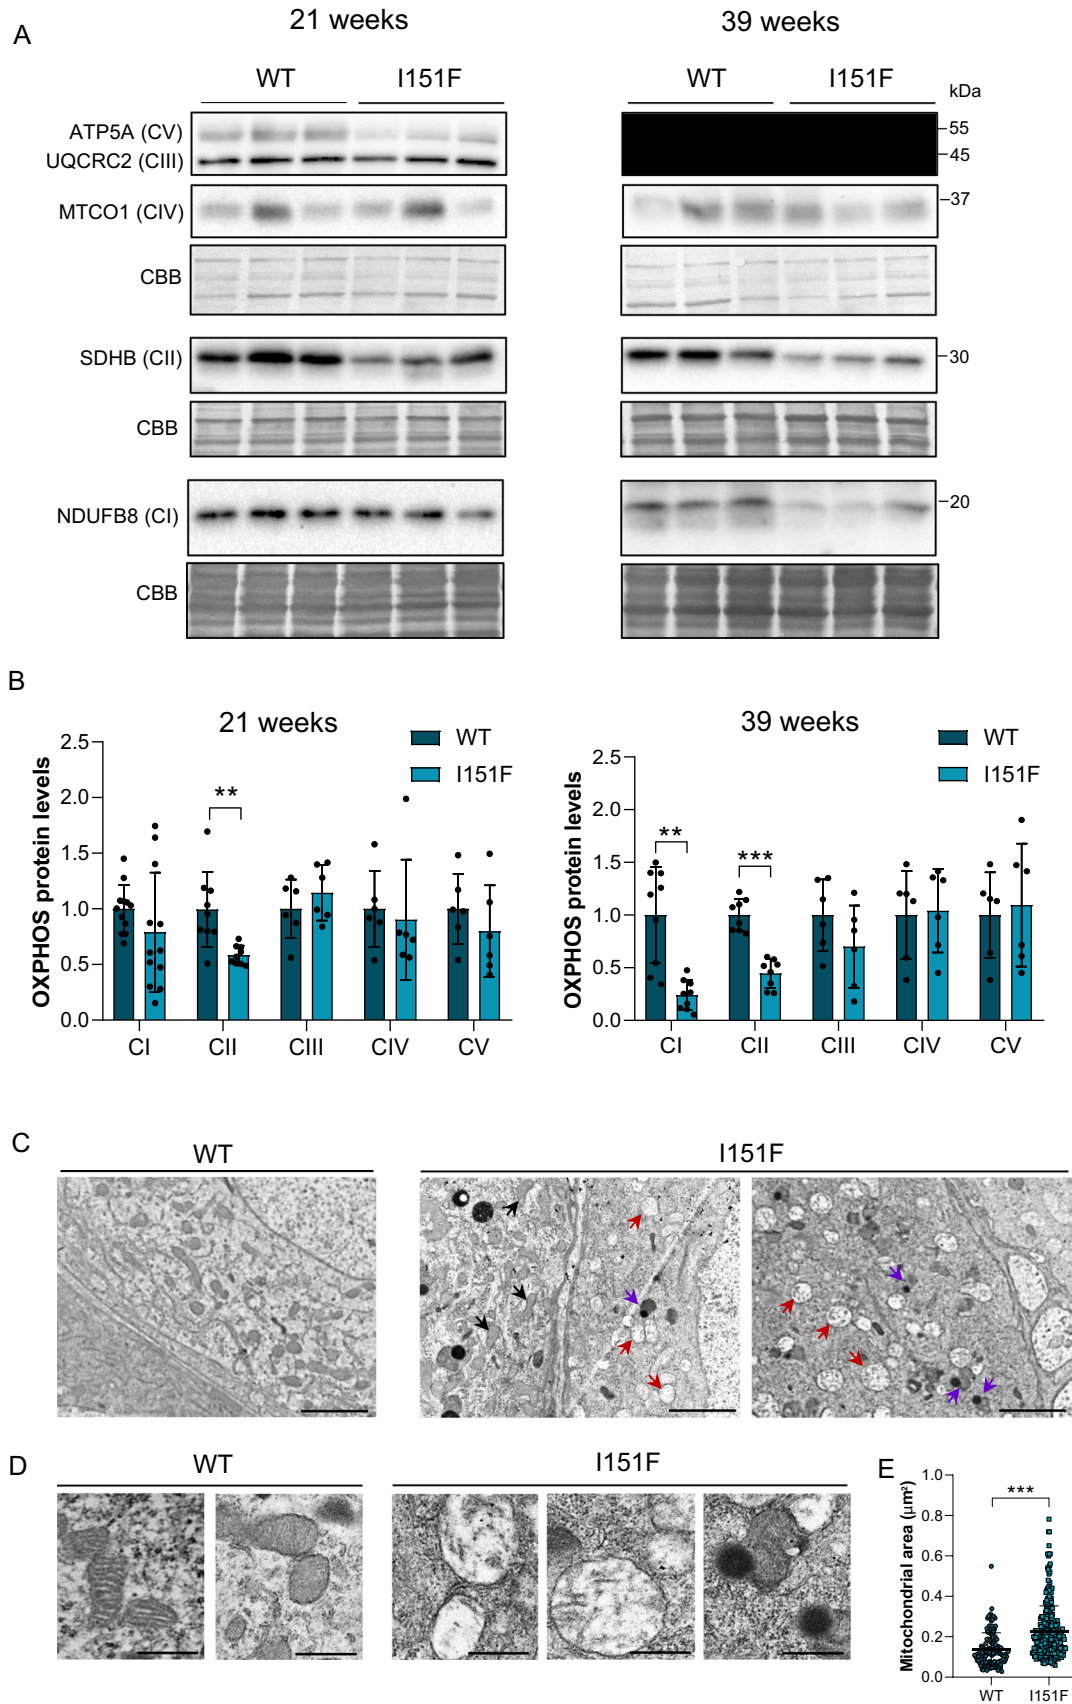 A
21 weeks
39 weeks
WT
I151F
WT
I151F
kDa
ATP5A (CV)
UQCRC2 (CIII)
55
45
MTCO1 (CIV)
37
CBB
SDHB (CII)
30
CBB
NDUFB8 (CI)
20
CBB
B
21 weeks
WT
I151F
OXPHOS protein levels
2.5
2.0
1.5
1.0
0.5
0.0
**
CI
CII
CIII
CIV
CV
39 weeks
WT
I151F
OXPHOS protein levels
2.5
2.0
1.5
1.0
0.5
0.0
**
***
CI
CII
CIII
CIV
CV
C
WT
I151F
D
WT
I151F
E
Mitochondrial area (μm²)
1.0
0.8
0.6
0.4
0.2
0.0
***
WT
I151F